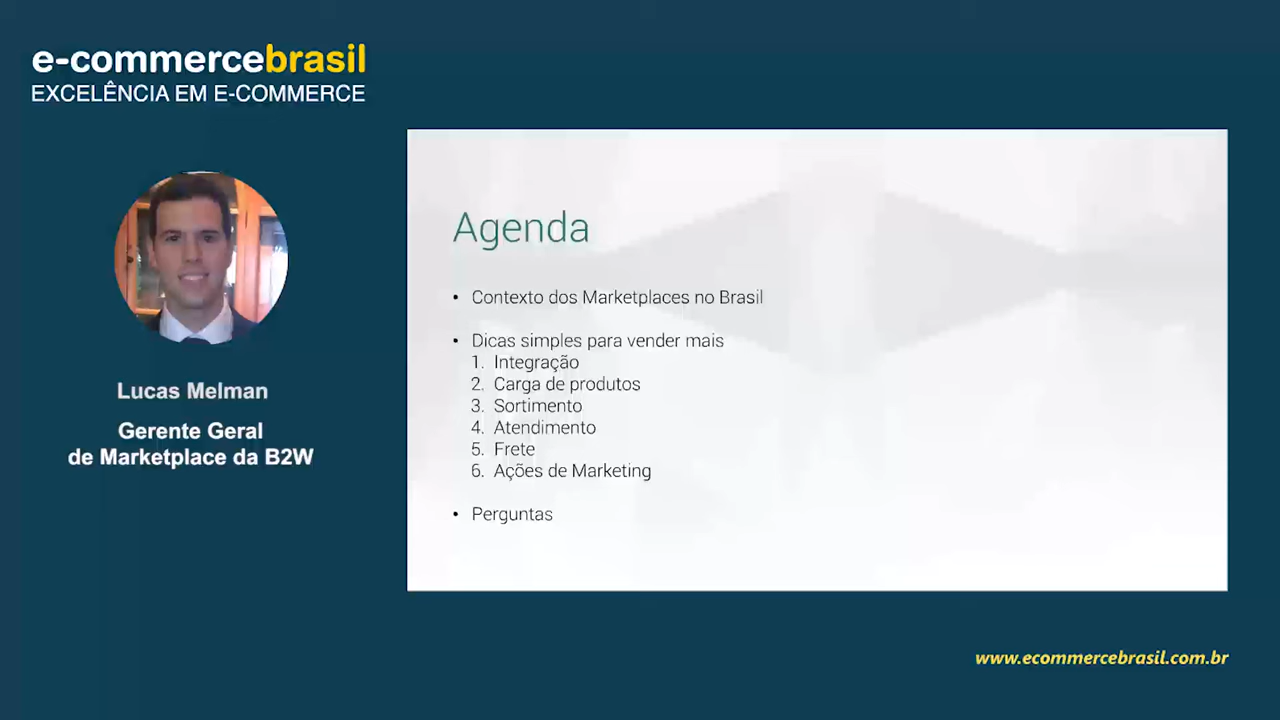 e-commercebrasil
EXCELÊNCIA EM E-COMMERCE
Lucas Melman
Gerente Geral
de Marketplace da B2W
Agenda
• Contexto dos Marketplaces no Brasil
• Dicas simples para vender mais
1. Integração
2. Carga de produtos
3. Sortimento
4. Atendimento
5. Frete
6. Ações de Marketing
• Perguntas
www.ecommercebrasil.com.br